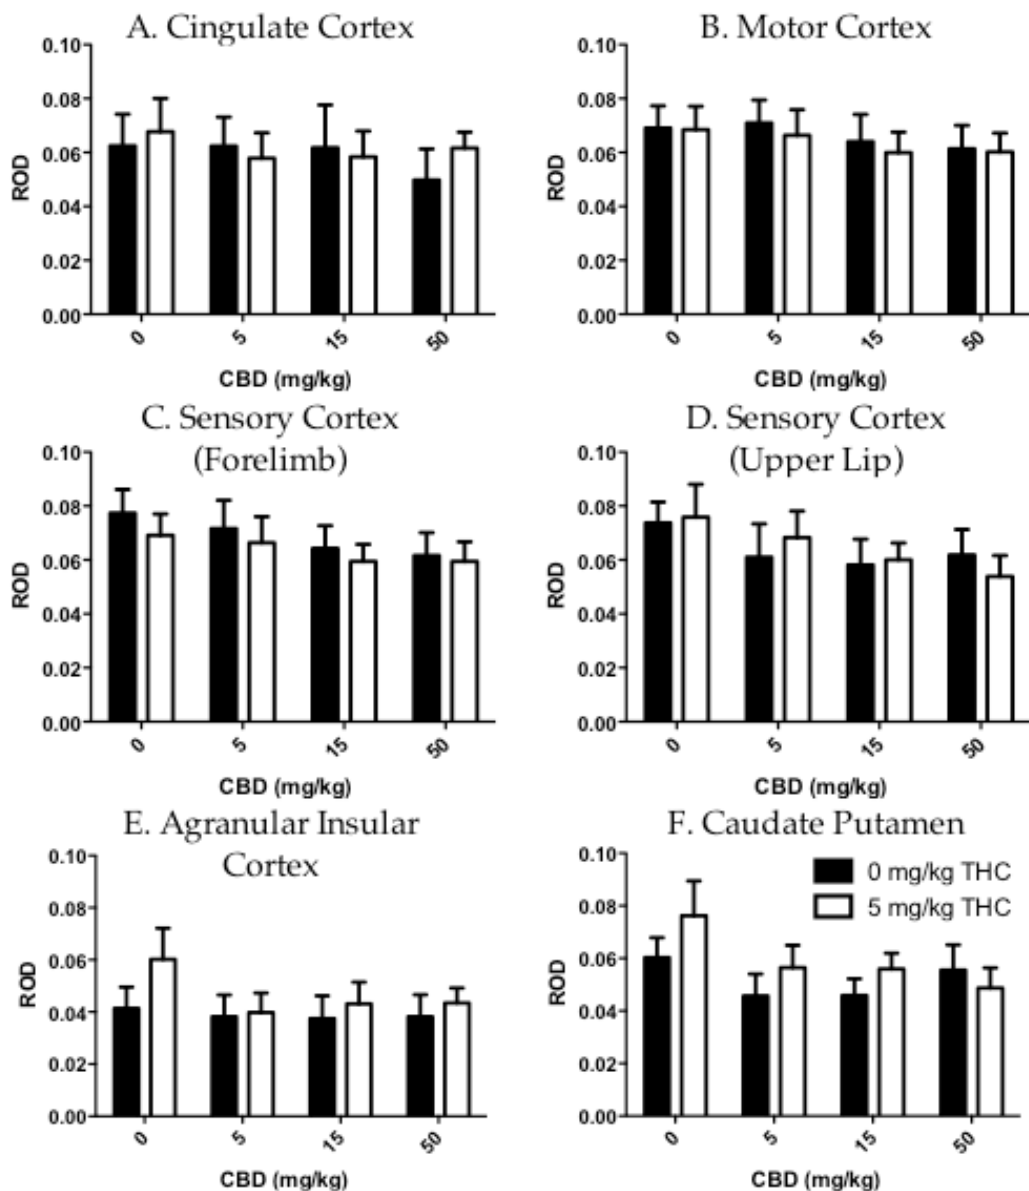 A. Cingulate Cortex
0.10
0.08
0.06
0.04
0.02
0.00
ROD
0
5
15
50
CBD (mg/kg)
B. Motor Cortex
0.10
0.08
0.06
0.04
0.02
0.00
ROD
0
5
15
50
CBD (mg/kg)
C. Sensory Cortex
(Forelimb)
0.10
0.08
0.06
0.04
0.02
0.00
ROD
0
5
15
50
CBD (mg/kg)
D. Sensory Cortex
(Upper Lip)
0.10
0.08
0.06
0.04
0.02
0.00
ROD
0
5
15
50
CBD (mg/kg)
E. Agranular Insular
Cortex
0.10
0.08
0.06
0.04
0.02
0.00
ROD
0
5
15
50
CBD (mg/kg)
F. Caudate Putamen
0 mg/kg THC
5 mg/kg THC
0.10
0.08
0.06
0.04
0.02
0.00
ROD
0
5
15
50
CBD (mg/kg)